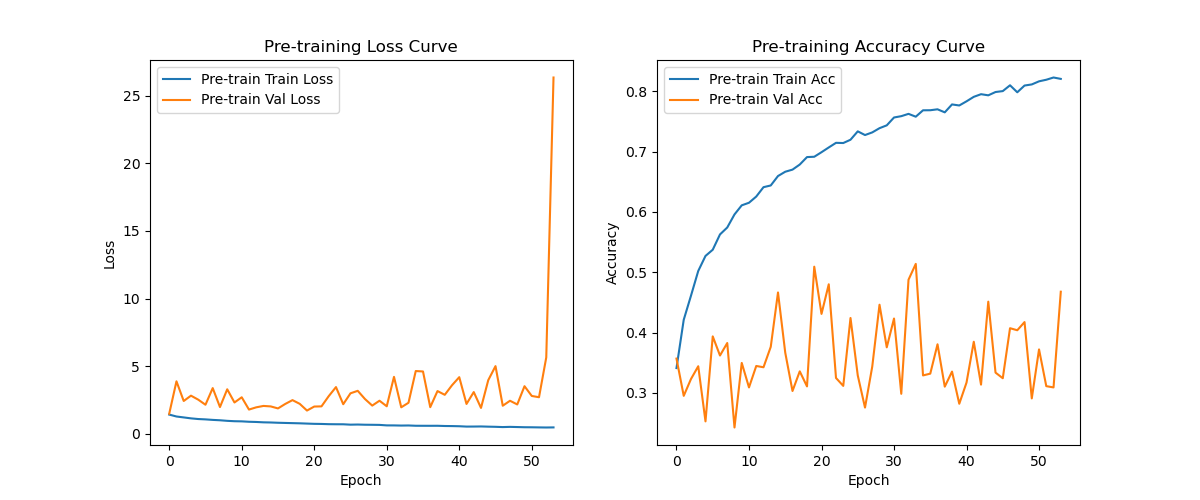 Pre-training Loss Curve
Pre-train Train Loss
Pre-train Val Loss
25
20
15
10
5
0
Loss
0
10
20
30
40
50
Epoch
Pre-training Accuracy Curve
Pre-train Train Acc
Pre-train Val Acc
0.8
0.7
0.6
0.5
0.4
0.3
Accuracy
0
10
20
30
40
50
Epoch